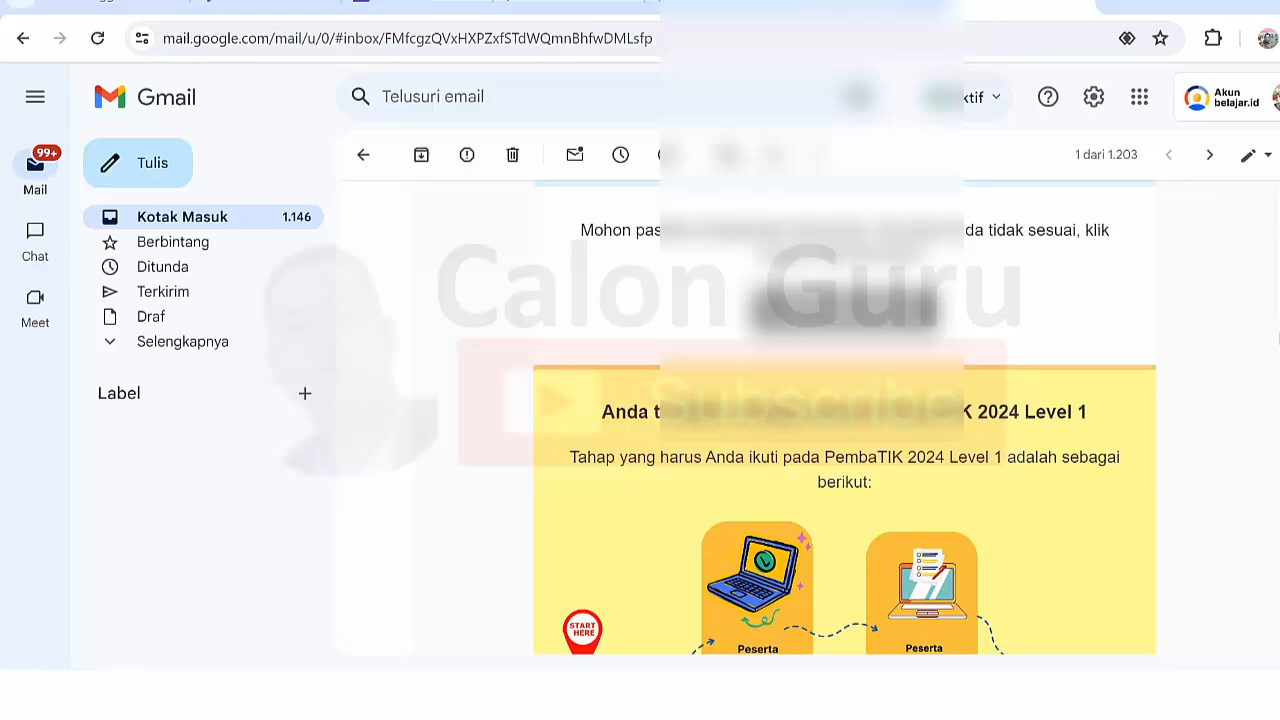 mail.google.com/mail/u/0/#inbox/FMfcgzQVxHXPZxfSTdWQmnBhfwDMLsfp
Gmail
Telusuri email
ktif
Akun
belajar.id
99+
Mail
Tulis
1 dari 1.203
Kotak Masuk 1.146
Chat
Berbintang
Ditunda
Meet
Terkirim
Draf
Selengkapnya
Label
Mohon pas
da tidak sesuai, klik
Calon Guru
Subscribe
Anda t
K 2024 Level 1
Tahap yang harus Anda ikuti pada PembaTIK 2024 Level 1 adalah sebagai
berikut:
START
HERE
Peserta
Peserta